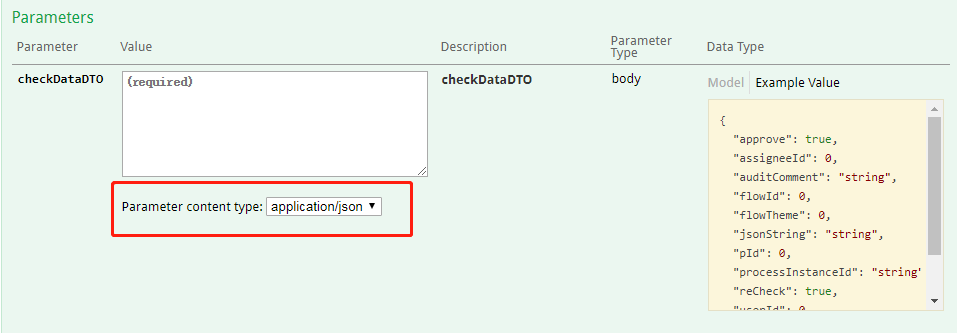 Parameters
Parameter Value Description Parameter Type Data Type
checkDataDTO (required) checkDataDTO body Model Example Value
Parameter content type: application/json
{
"approve": true,
"assigneeId": 0,
"auditComment": "string",
"flowId": 0,
"flowTheme": 0,
"jsonString": "string",
"pId": 0,
"processInstanceId": "string"
"reCheck": true,